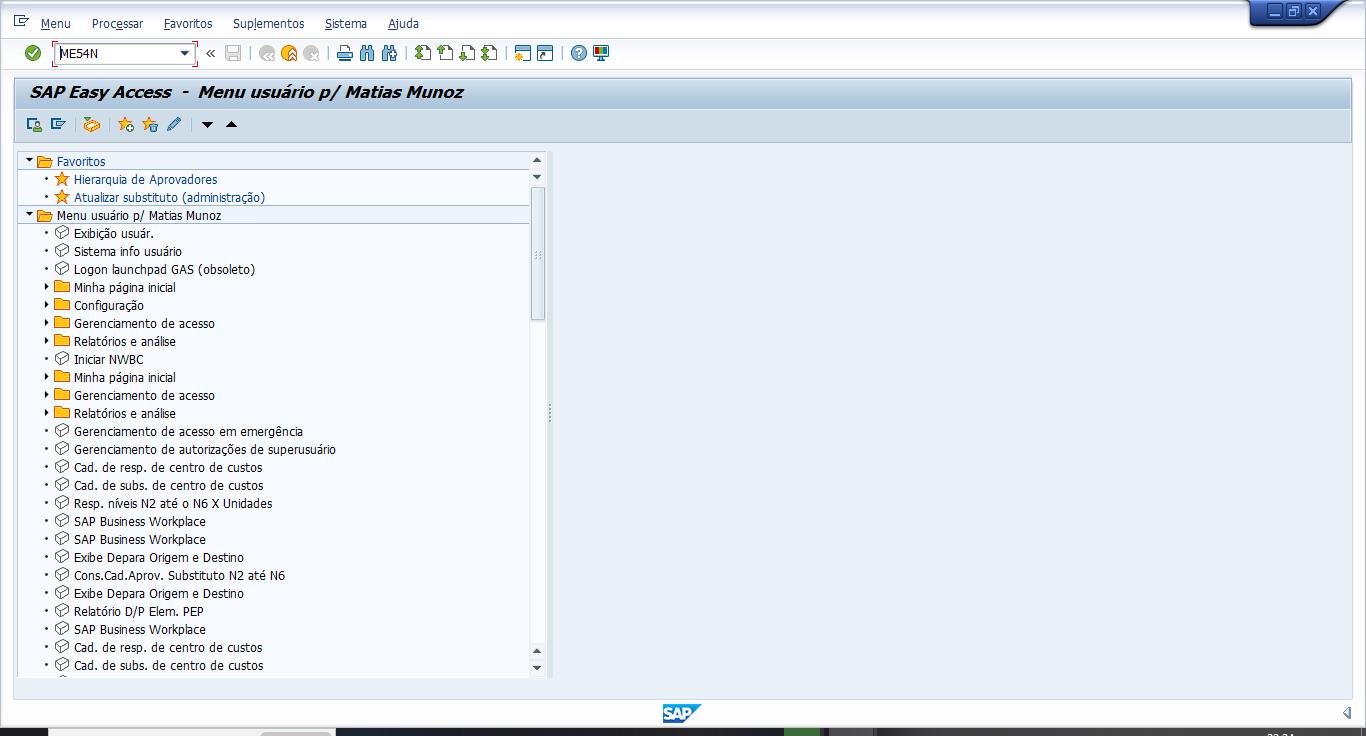 Menu Processar Favoritos Suplementos Sistema Ajuda
ME54N
SAP Easy Access - Menu usuário p/ Matias Munoz
Favoritos
Hierarquia de Aprovadores
Atualizar substituto (administração)
Menu usuário p/ Matias Munoz
Exibição usuár.
Sistema info usuário
Logon launchpad GAS (obsoleto)
Minha página inicial
Configuração
Gerenciamento de acesso
Relatórios e análise
Iniciar NWBC
Minha página inicial
Gerenciamento de acesso
Relatórios e análise
Gerenciamento de acesso em emergência
Gerenciamento de autorizações de superusuário
Cad. de resp. de centro de custos
Cad. de subs. de centro de custos
Resp. níveis N2 até o N6 X Unidades
SAP Business Workplace
SAP Business Workplace
Exibe Depara Origem e Destino
Cons.Cad.Aprov. Substituto N2 até N6
Exibe Depara Origem e Destino
Relatório D/P Elem. PEP
SAP Business Workplace
Cad. de resp. de centro de custos
Cad. de subs. de centro de custos
SAP